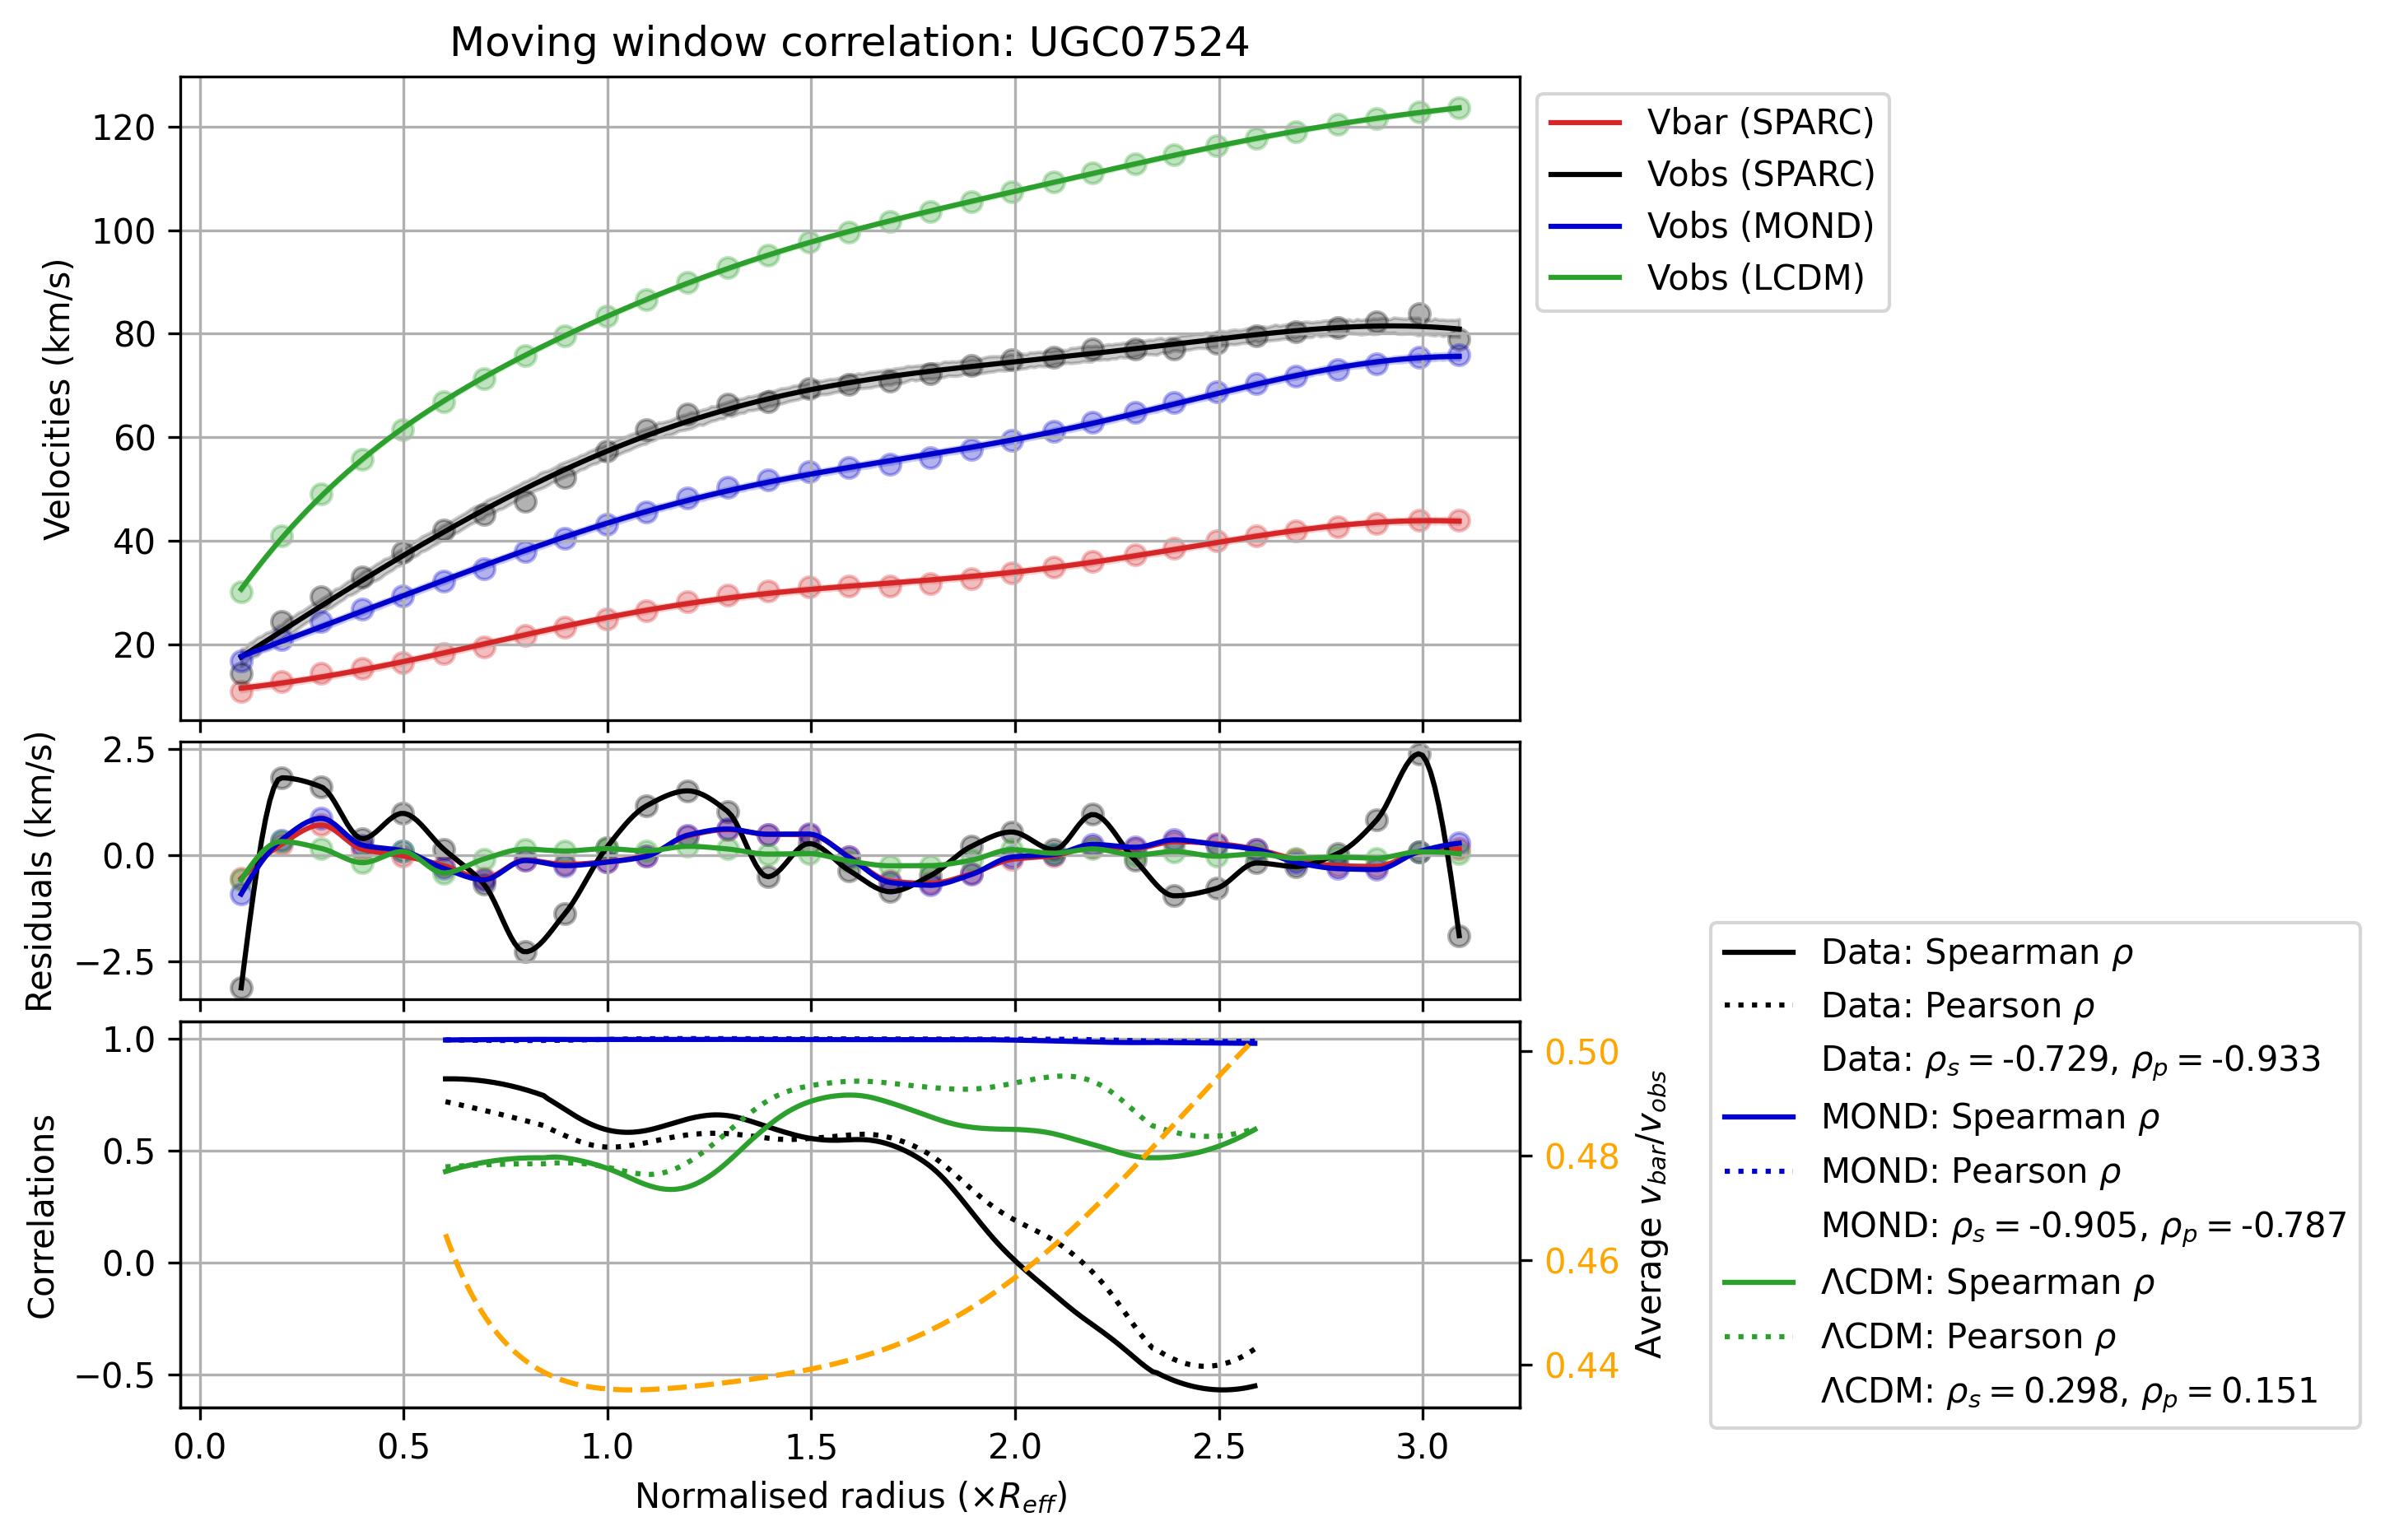 Moving window correlation: UGC07524
120
100
80
60
40
20
Velocities (km/s)
Vbar (SPARC)
Vobs (SPARC)
Vobs (MOND)
Vobs (LCDM)
2.5
0.0
−2.5
Residuals (km/s)
1.0
0.5
0.0
−0.5
Correlations
0.50
0.48
0.46
0.44
Average v_bar/v_obs
0.0 0.5 1.0 1.5 2.0 2.5 3.0
Normalised radius (×R_eff)
Data: Spearman ρ
Data: Pearson ρ
Data: ρ_s = -0.729, ρ_p = -0.933
MOND: Spearman ρ
MOND: Pearson ρ
MOND: ρ_s = -0.905, ρ_p = -0.787
ΛCDM: Spearman ρ
ΛCDM: Pearson ρ
ΛCDM: ρ_s = 0.298, ρ_p = 0.151